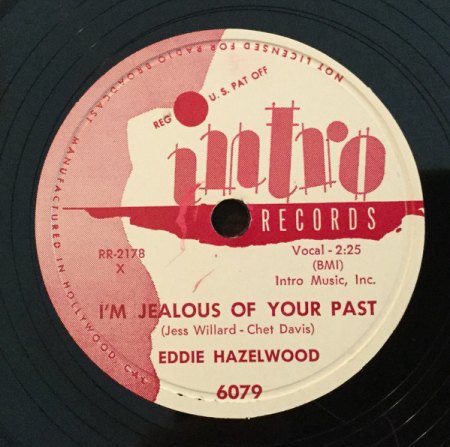 NOT LICENSED FOR RADIO BROADCAST. MANUFACTURED IN HOLLYWOOD, CAL.
REG U.S. PAT OFF
intro
RECORDS
RR-2178
X
Vocal - 2:25
(BMI)
Intro Music, Inc.
I'M JEALOUS OF YOUR PAST
(Jess Willard - Chet Davis)
EDDIE HAZELWOOD
6079